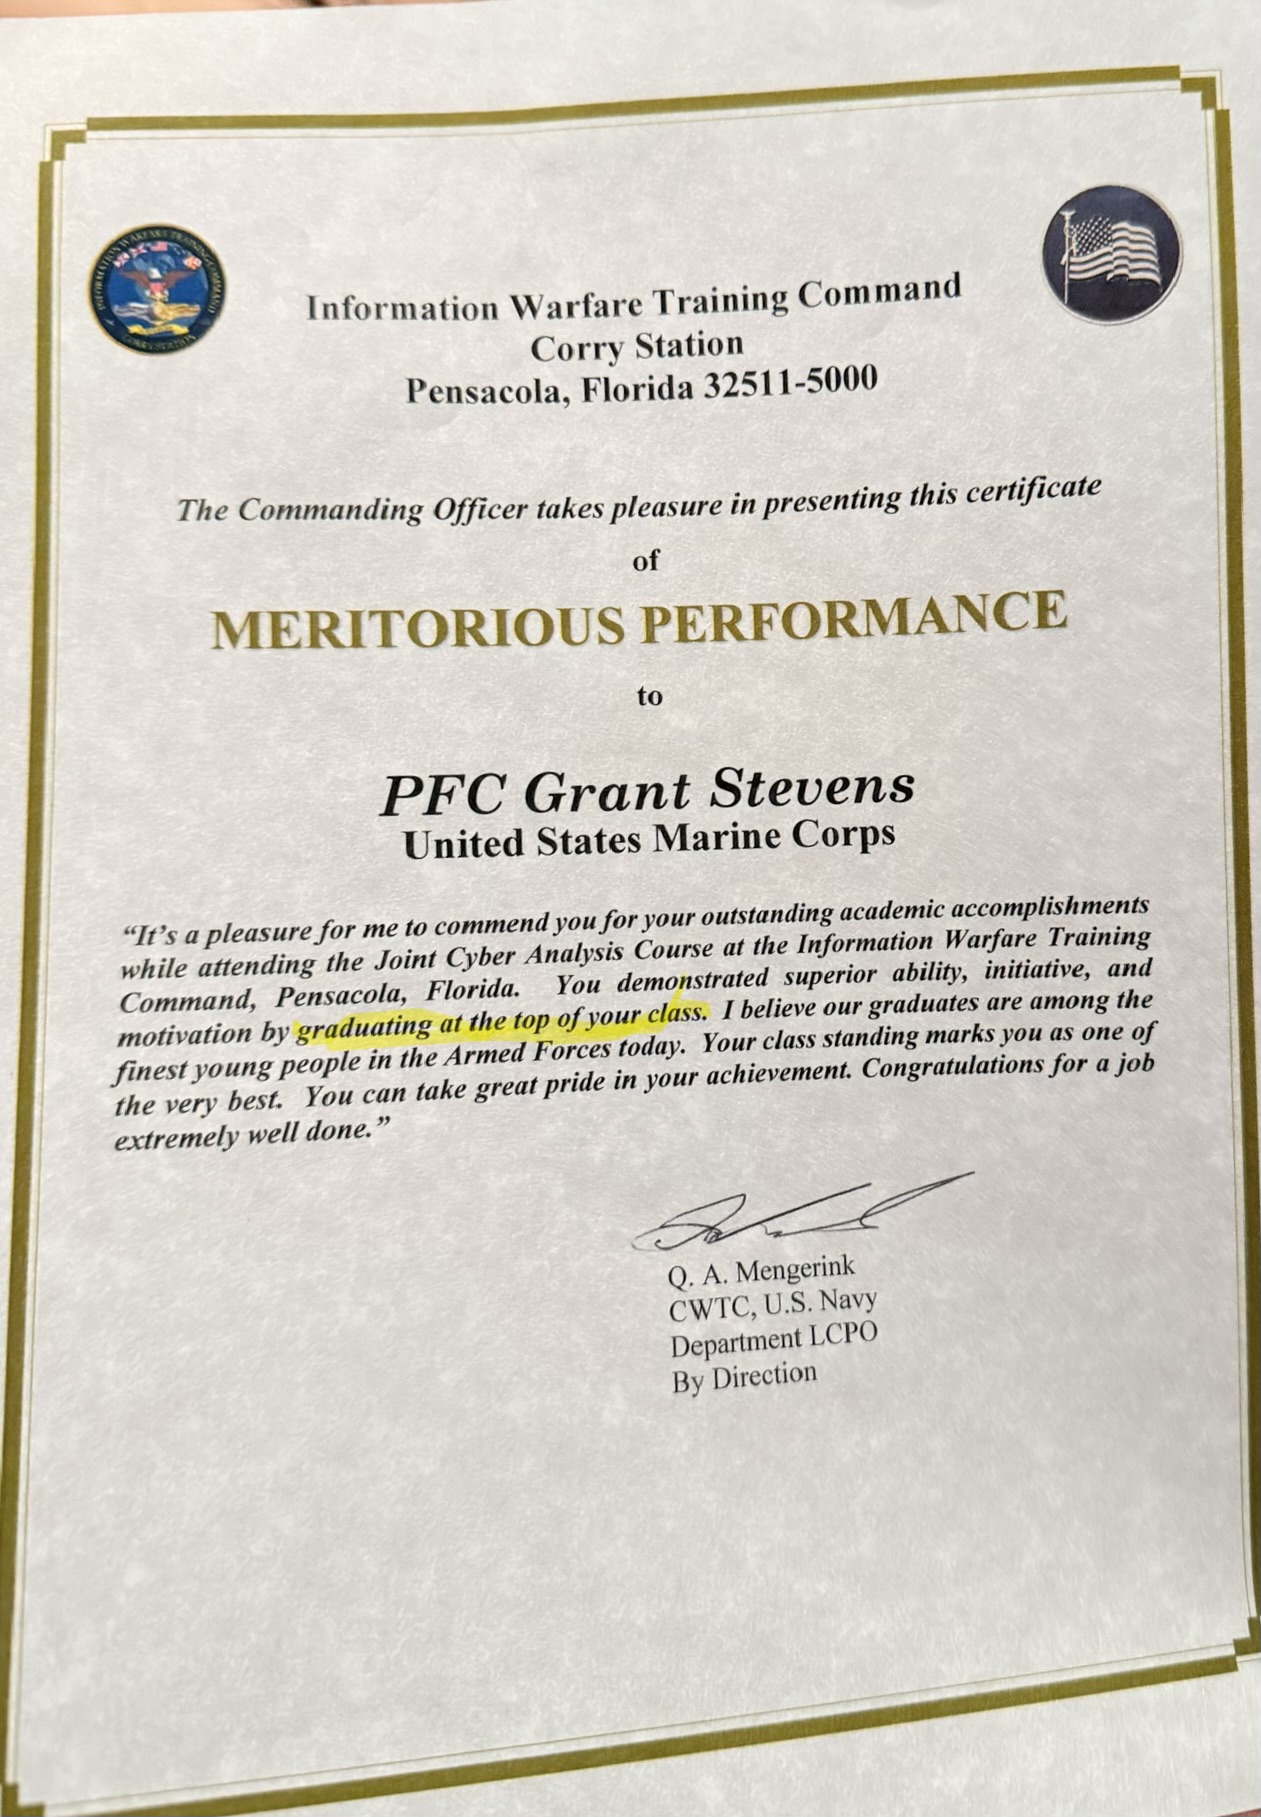 INFORMATION WARFARE TRAINING COMMAND
CORRY STATION
Information Warfare Training Command
Corry Station
Pensacola, Florida 32511-5000
The Commanding Officer takes pleasure in presenting this certificate
of
MERITORIOUS PERFORMANCE
to
PFC Grant Stevens
United States Marine Corps
“It’s a pleasure for me to commend you for your outstanding academic accomplishments
while attending the Joint Cyber Analysis Course at the Information Warfare Training
Command, Pensacola, Florida. You demonstrated superior ability, initiative, and
motivation by graduating at the top of your class. I believe our graduates are among the
finest young people in the Armed Forces today. Your class standing marks you as one of
the very best. You can take great pride in your achievement. Congratulations for a job
extremely well done.”
Q. A. Mengerink
CWTC, U.S. Navy
Department LCPO
By Direction